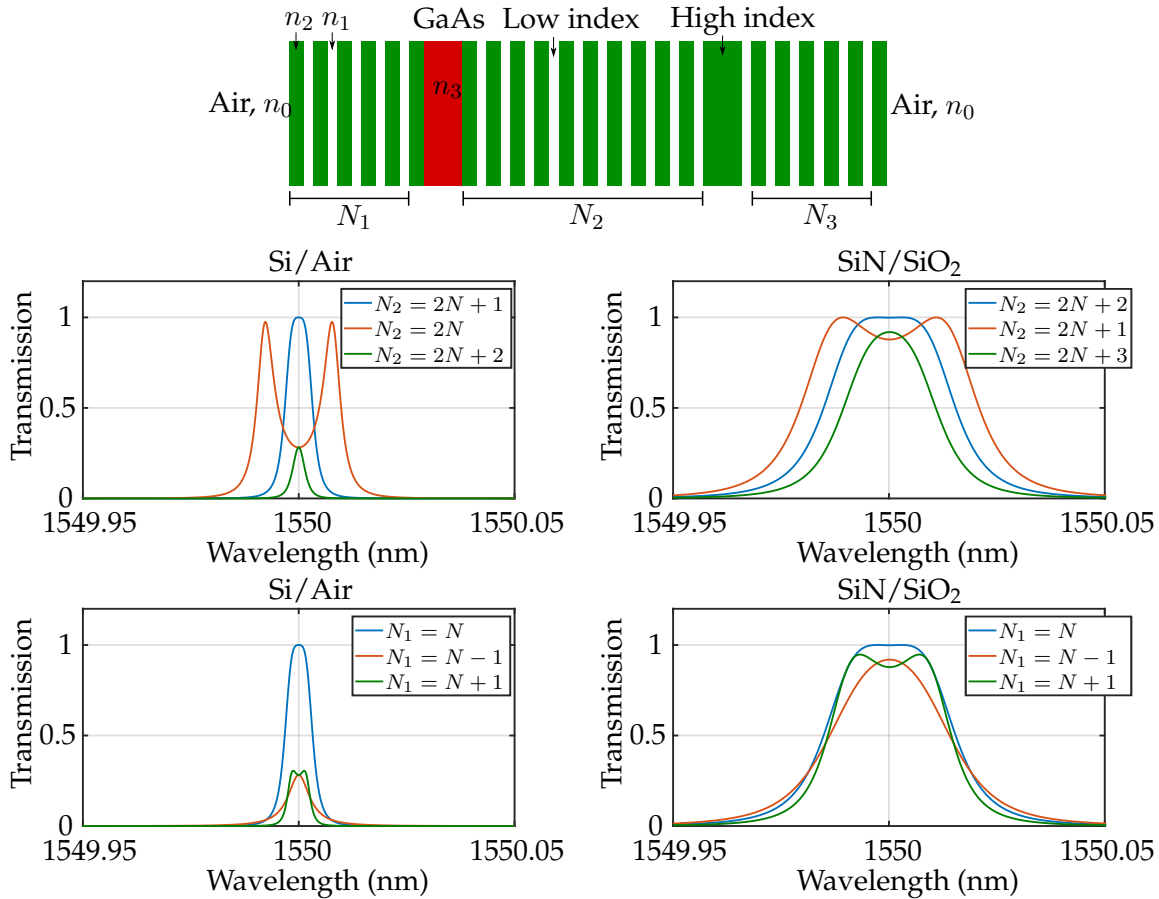 n₂ n₁ GaAs Low index High index
Air, n₀ n₃ Air, n₀
N₁ N₂ N₃
Si/Air
Transmission
1
0.5
0
1549.95 1550 1550.05
Wavelength (nm)
N₂ = 2N + 1
N₂ = 2N
N₂ = 2N + 2
SiN/SiO₂
Transmission
1
0.5
0
1549.95 1550 1550.05
Wavelength (nm)
N₂ = 2N + 2
N₂ = 2N + 1
N₂ = 2N + 3
Si/Air
Transmission
1
0.5
0
1549.95 1550 1550.05
Wavelength (nm)
N₁ = N
N₁ = N − 1
N₁ = N + 1
SiN/SiO₂
Transmission
1
0.5
0
1549.95 1550 1550.05
Wavelength (nm)
N₁ = N
N₁ = N − 1
N₁ = N + 1